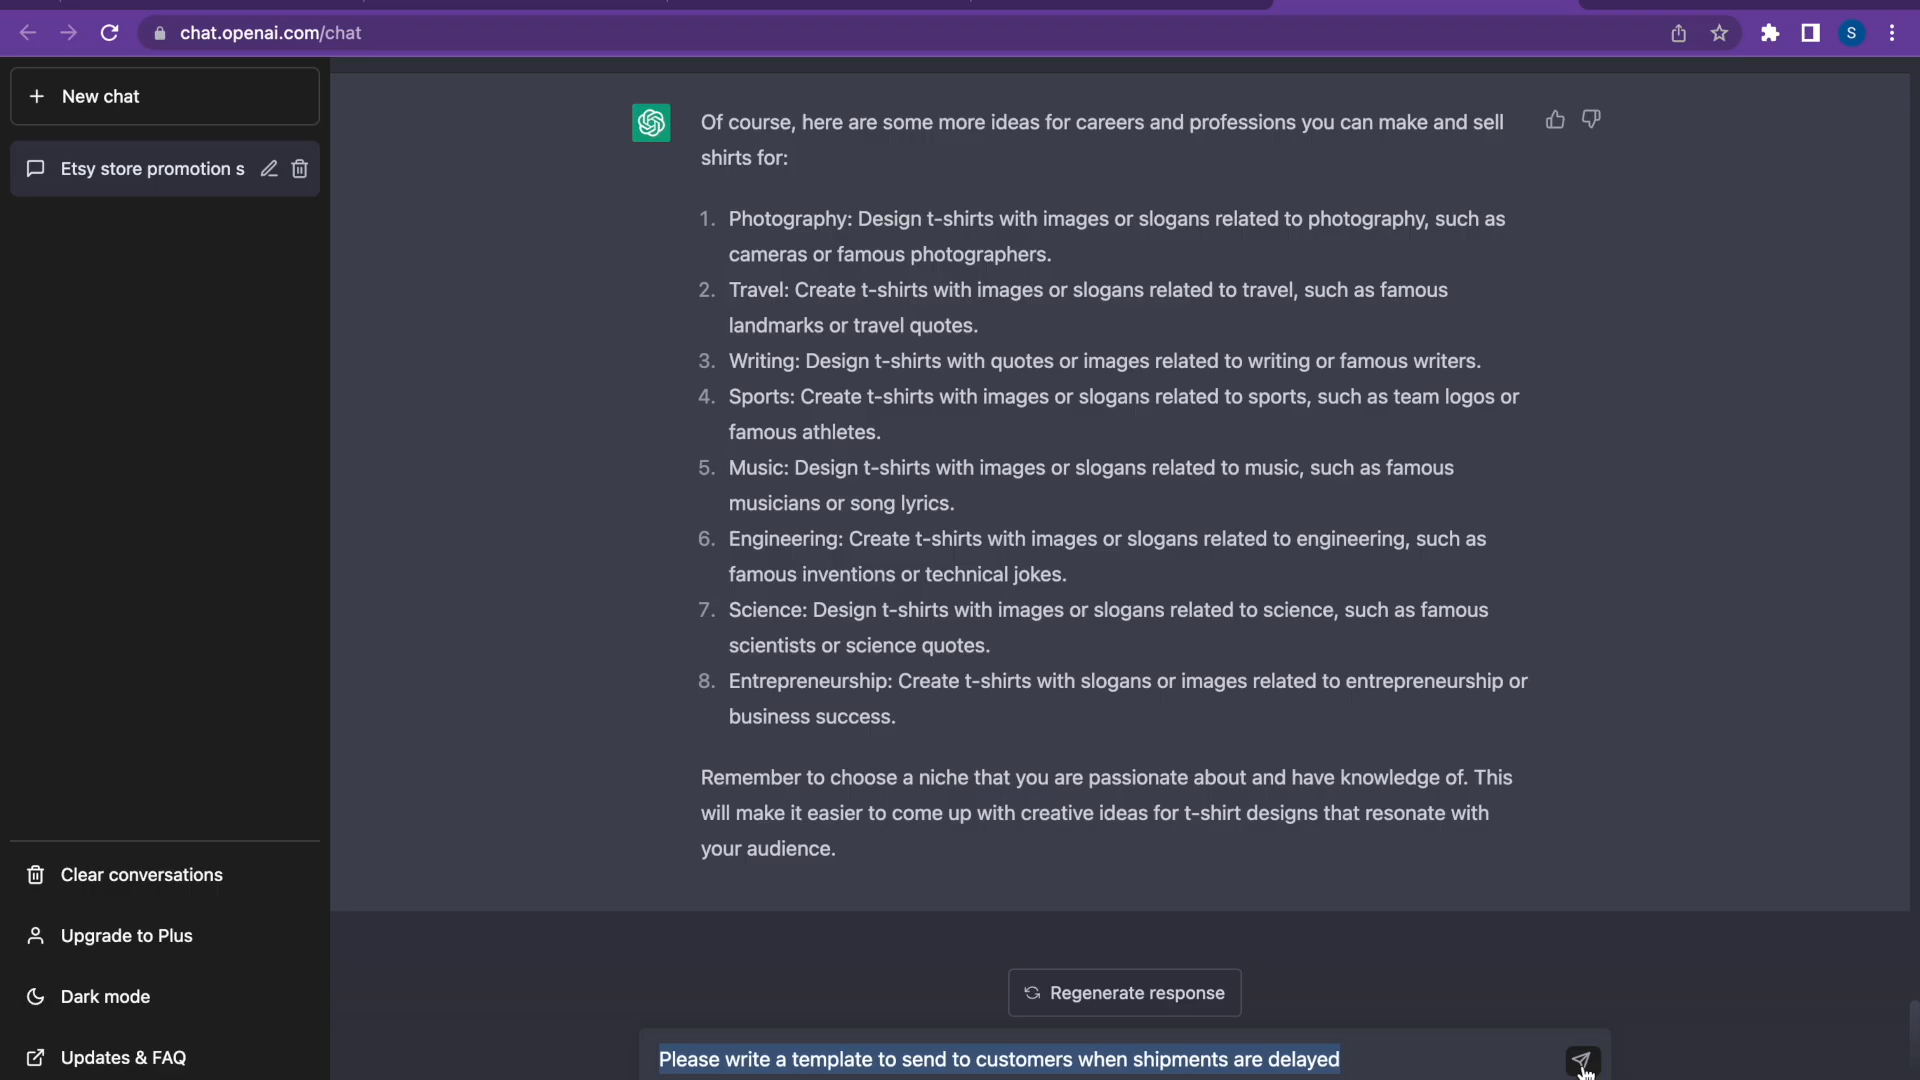 chat.openai.com/chat
S
New chat
Etsy store promotion s
Of course, here are some more ideas for careers and professions you can make and sell
shirts for:
1. Photography: Design t-shirts with images or slogans related to photography, such as
cameras or famous photographers.
2. Travel: Create t-shirts with images or slogans related to travel, such as famous
landmarks or travel quotes.
3. Writing: Design t-shirts with quotes or images related to writing or famous writers.
4. Sports: Create t-shirts with images or slogans related to sports, such as team logos or
famous athletes.
5. Music: Design t-shirts with images or slogans related to music, such as famous
musicians or song lyrics.
6. Engineering: Create t-shirts with images or slogans related to engineering, such as
famous inventions or technical jokes.
7. Science: Design t-shirts with images or slogans related to science, such as famous
scientists or science quotes.
8. Entrepreneurship: Create t-shirts with slogans or images related to entrepreneurship or
business success.
Remember to choose a niche that you are passionate about and have knowledge of. This
will make it easier to come up with creative ideas for t-shirt designs that resonate with
your audience.
Clear conversations
Upgrade to Plus
Dark mode
Updates & FAQ
Regenerate response
Please write a template to send to customers when shipments are delayed